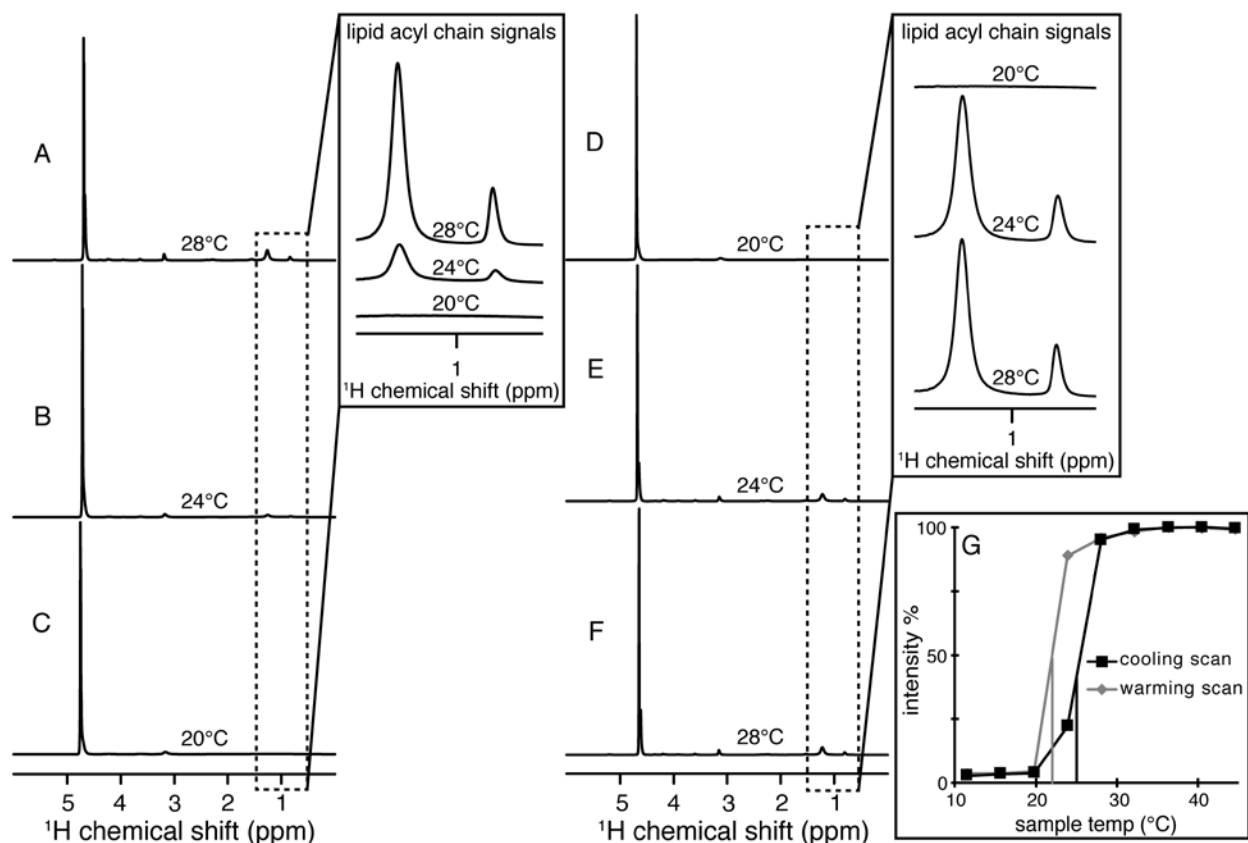 A
28°C
B
24°C
C
20°C
5 4 3 2 1
¹H chemical shift (ppm)
lipid acyl chain signals
28°C
24°C
20°C
1
¹H chemical shift (ppm)
D
20°C
E
24°C
F
28°C
5 4 3 2 1
¹H chemical shift (ppm)
lipid acyl chain signals
20°C
24°C
28°C
1
¹H chemical shift (ppm)
G
100
50
0
intensity %
cooling scan
warming scan
10 20 30 40
sample temp (°C)